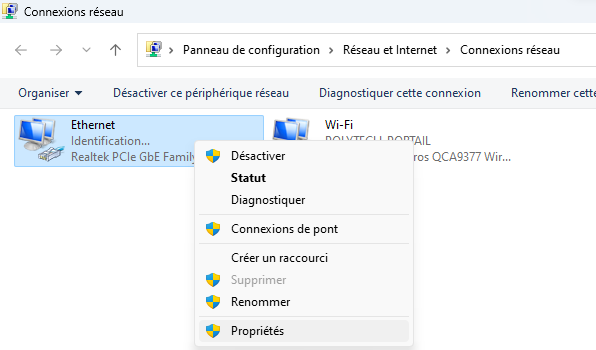 Connexions réseau
Panneau de configuration > Réseau et Internet > Connexions réseau
Organiser Désactiver ce périphérique réseau Diagnostiquer cette connexion Renommer cette
Ethernet
Identification...
Realtek PCIe GbE Family
Wi-Fi
POLYTECH-PORTAIL
ros QCA9377 Wir...
Désactiver
Statut
Diagnostiquer
Connexions de pont
Créer un raccourci
Supprimer
Renommer
Propriétés